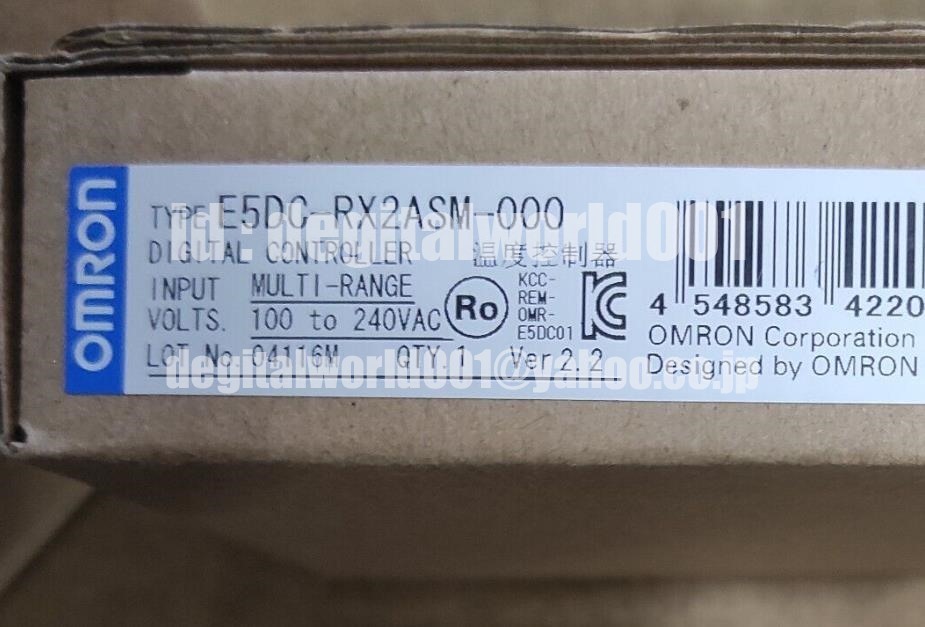 OMRON
TYPE E5DC-RX2ASM-000
id: degitalworld001
DIGITAL CONTROLLER 温度控制器
INPUT MULTI-RANGE
VOLTS. 100 to 240VAC
Ro
KCC-
REM-
OMR-
E5DC01
LOT No. 04116M QTY. 1 Ver 2.2
degitalworld001@yahoo.co.jp
4 548583 4220
OMRON Corporation
Designed by OMRON